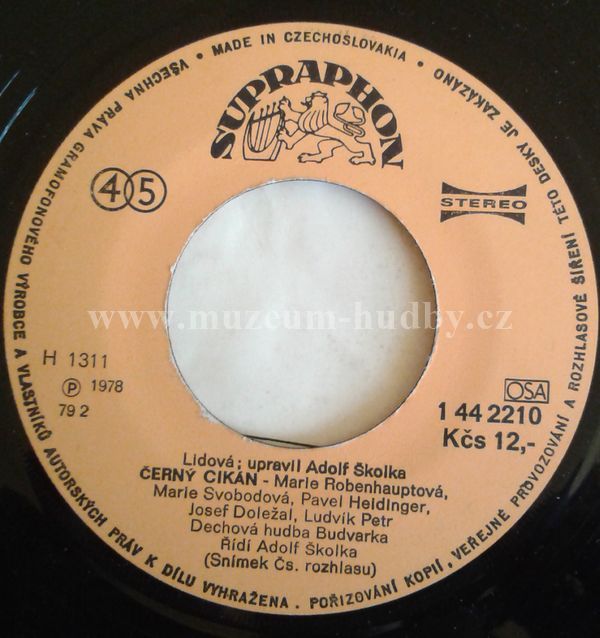 VŠECHNA PRÁVA GRAMOFONOVÉHO VÝROBCE A VLASTNÍKŮ AUTORSKÝCH PRÁV K DÍLU VYHRAŽENA. POŘIZOVÁNÍ KOPIÍ, VEŘEJNÉ PROVOZOVÁNÍ A ROZHLASOVÉ ŠÍŘENÍ TÉTO DESKY JE ZAKÁZÁNO • MADE IN CZECHOSLOVAKIA •
SUPRAPHON
45
STEREO
www.muzeum-hudby.cz
H 1311
℗ 1978
79 2
OSA
1 44 2210
Kčs 12,-
Lidová; upravil Adolf Školka
ČERNÝ CIKÁN - Marie Robenhauptová,
Marie Svobodová, Pavel Heidinger,
Josef Doležal, Ludvík Petr
Dechová hudba Budvarka
Řídí Adolf Školka
(Snímek Čs. rozhlasu)